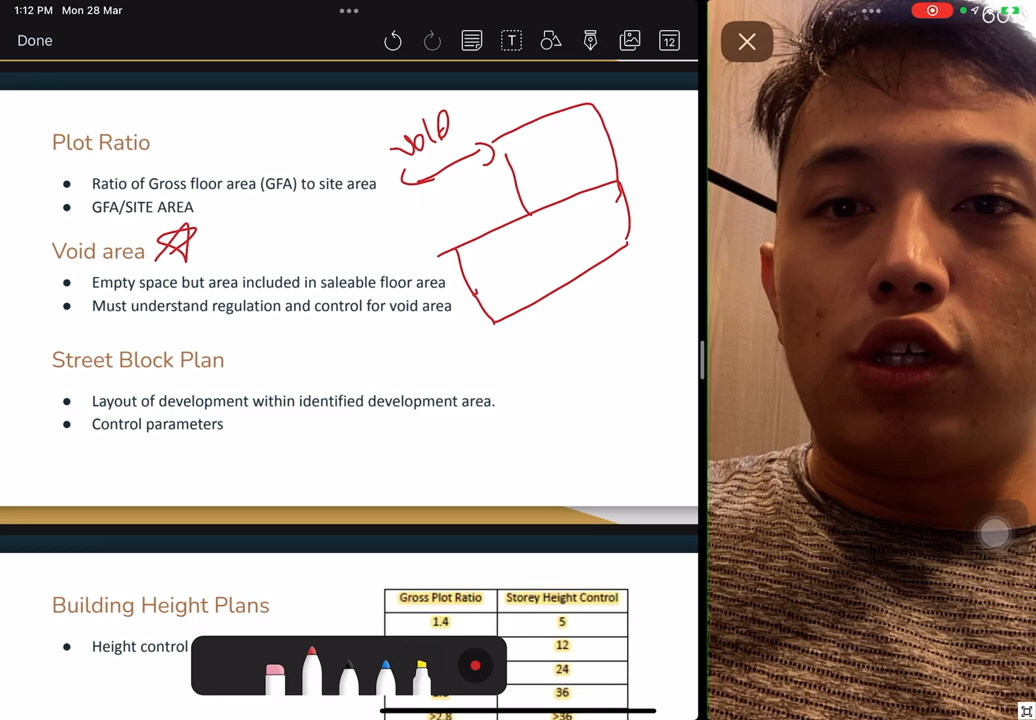 1:12 PM Mon 28 Mar
Done
T
12
Plot Ratio
Ratio of Gross floor area (GFA) to site area
GFA/SITE AREA
void
Void area
Empty space but area included in saleable floor area
Must understand regulation and control for void area
Street Block Plan
Layout of development within identified development area.
Control parameters
Building Height Plans
Height control
Gross Plot Ratio Storey Height Control
1.4 5
12
24
36
>2.8 >36